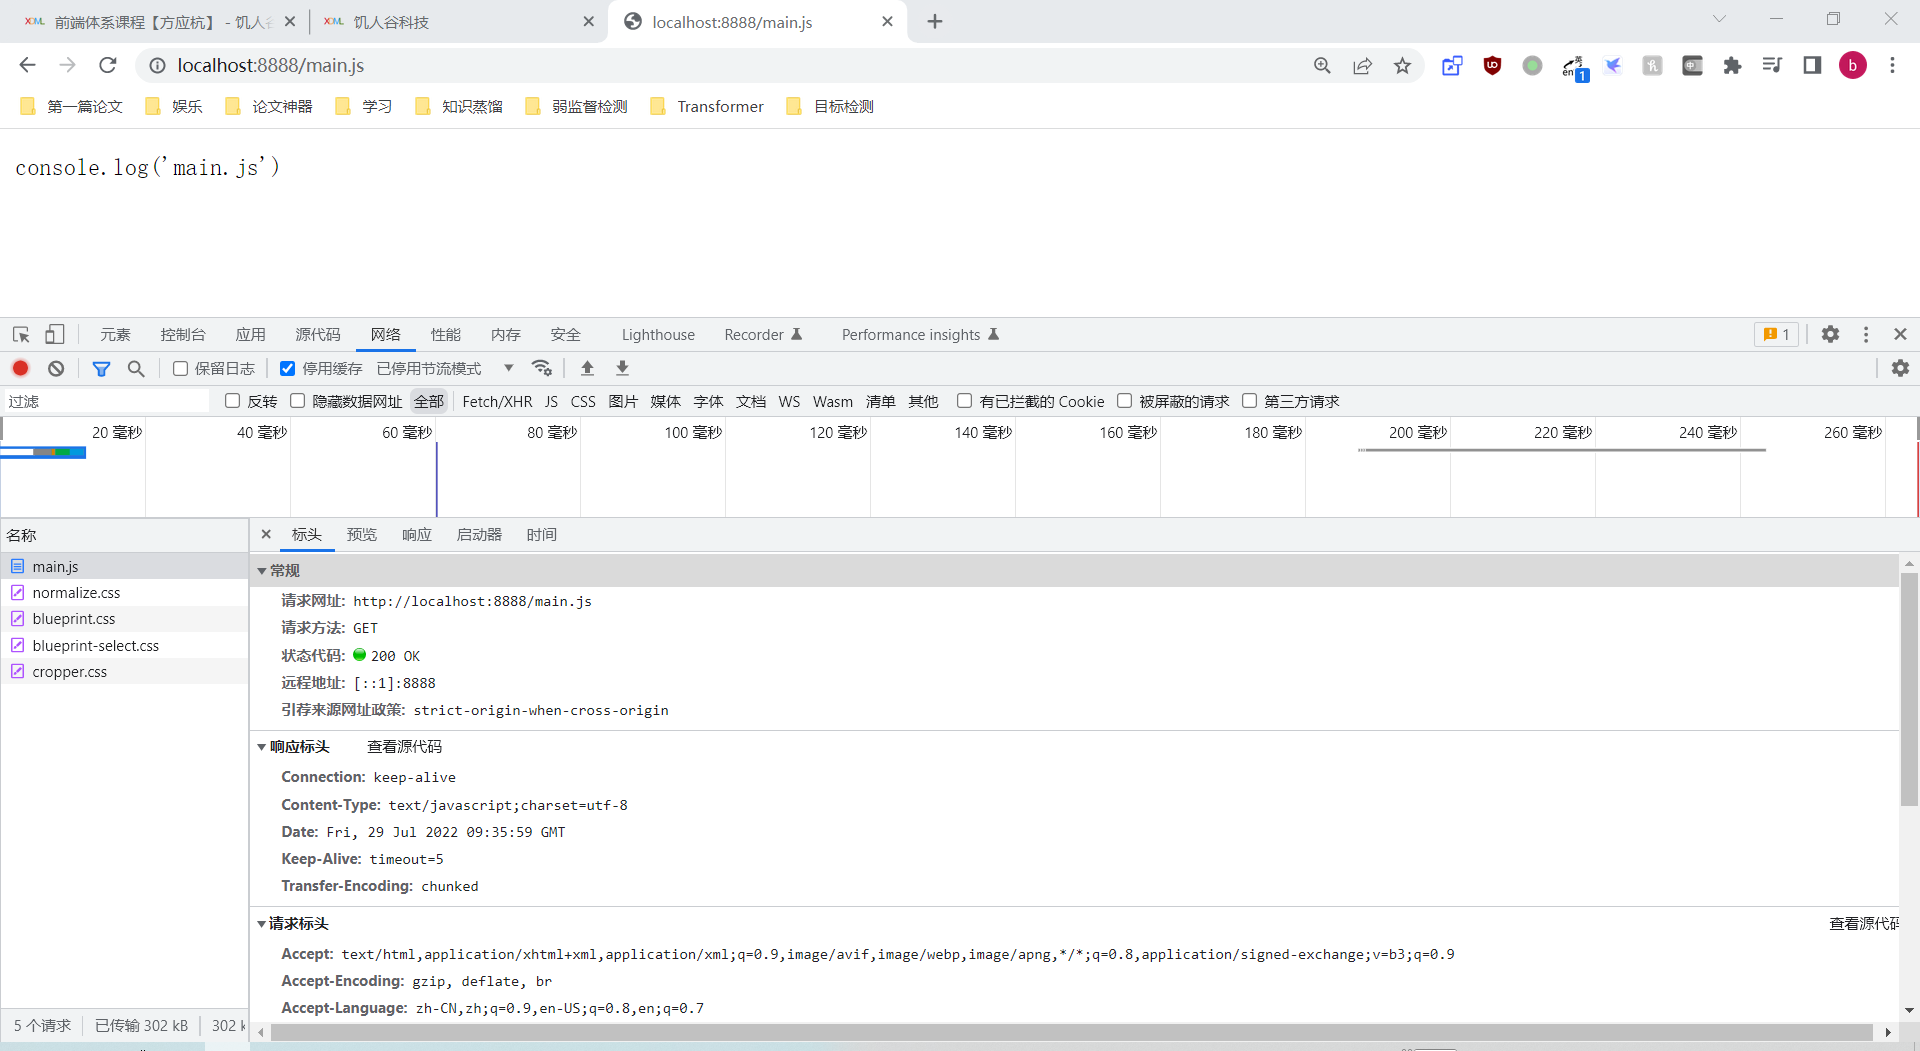 前端体系课程【方应杭】 - 饥人谷
饥人谷科技
localhost:8888/main.js
localhost:8888/main.js
en 英 1
b
第一篇论文
娱乐
论文神器
学习
知识蒸馏
弱监督检测
Transformer
目标检测
console.log('main.js')
元素
控制台
应用
源代码
网络
性能
内存
安全
Lighthouse
Recorder
Performance insights
1
保留日志
停用缓存
已停用节流模式
过滤
反转
隐藏数据网址
全部
Fetch/XHR
JS
CSS
图片
媒体
字体
文档
WS
Wasm
清单
其他
有已拦截的 Cookie
被屏蔽的请求
第三方请求
20 毫秒
40 毫秒
60 毫秒
80 毫秒
100 毫秒
120 毫秒
140 毫秒
160 毫秒
180 毫秒
200 毫秒
220 毫秒
240 毫秒
260 毫秒
名称
main.js
normalize.css
blueprint.css
blueprint-select.css
cropper.css
标头
预览
响应
启动器
时间
常规
请求网址: http://localhost:8888/main.js
请求方法: GET
状态代码: 200 OK
远程地址: [::1]:8888
引荐来源网址政策: strict-origin-when-cross-origin
响应标头
查看源代码
Connection: keep-alive
Content-Type: text/javascript;charset=utf-8
Date: Fri, 29 Jul 2022 09:35:59 GMT
Keep-Alive: timeout=5
Transfer-Encoding: chunked
请求标头
查看源代码
Accept: text/html,application/xhtml+xml,application/xml;q=0.9,image/avif,image/webp,image/apng,*/*;q=0.8,application/signed-exchange;v=b3;q=0.9
Accept-Encoding: gzip, deflate, br
Accept-Language: zh-CN,zh;q=0.9,en-US;q=0.8,en;q=0.7
5 个请求
已传输 302 kB
302 k